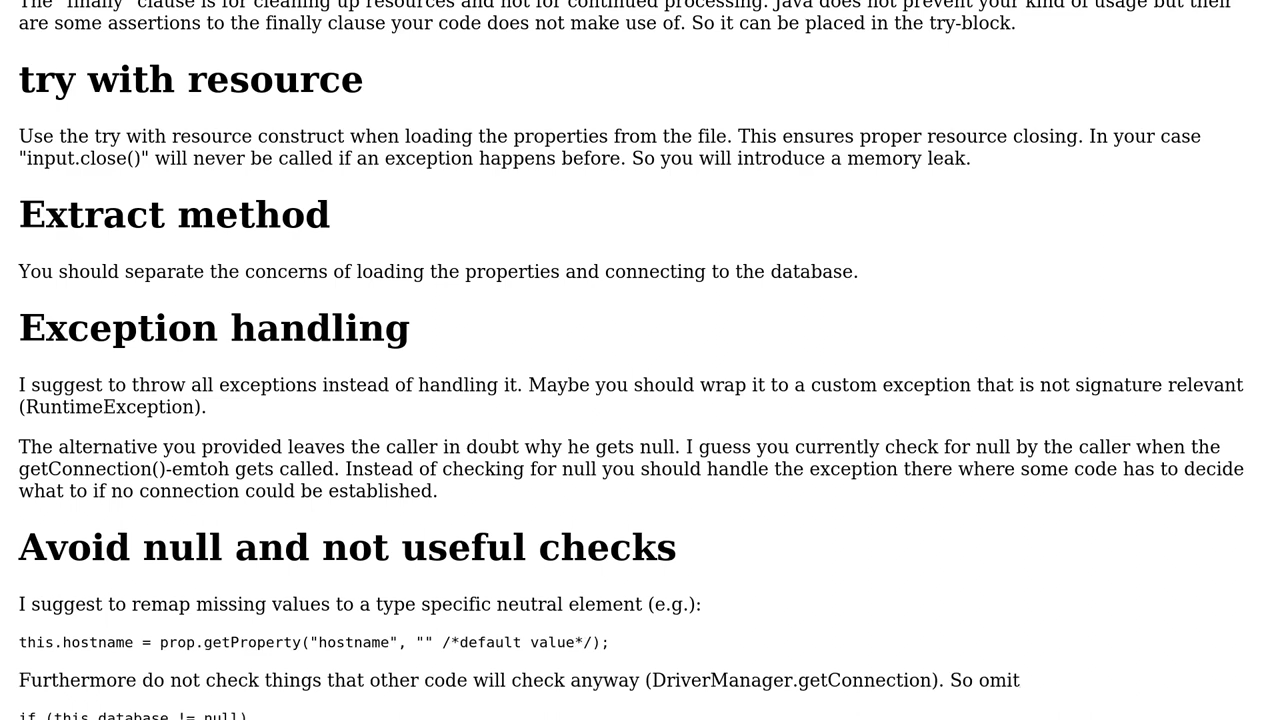 The "finally" clause is for cleaning up resources and not for continued processing. Java does not prevent your kind of usage but their
are some assertions to the finally clause your code does not make use of. So it can be placed in the try-block.
try with resource
Use the try with resource construct when loading the properties from the file. This ensures proper resource closing. In your case
"input.close()" will never be called if an exception happens before. So you will introduce a memory leak.
Extract method
You should separate the concerns of loading the properties and connecting to the database.
Exception handling
I suggest to throw all exceptions instead of handling it. Maybe you should wrap it to a custom exception that is not signature relevant
(RuntimeException).
The alternative you provided leaves the caller in doubt why he gets null. I guess you currently check for null by the caller when the
getConnection()-emtoh gets called. Instead of checking for null you should handle the exception there where some code has to decide
what to if no connection could be established.
Avoid null and not useful checks
I suggest to remap missing values to a type specific neutral element (e.g.):
this.hostname = prop.getProperty("hostname", "" /*default value*/);
Furthermore do not check things that other code will check anyway (DriverManager.getConnection). So omit
if (this.database != null)